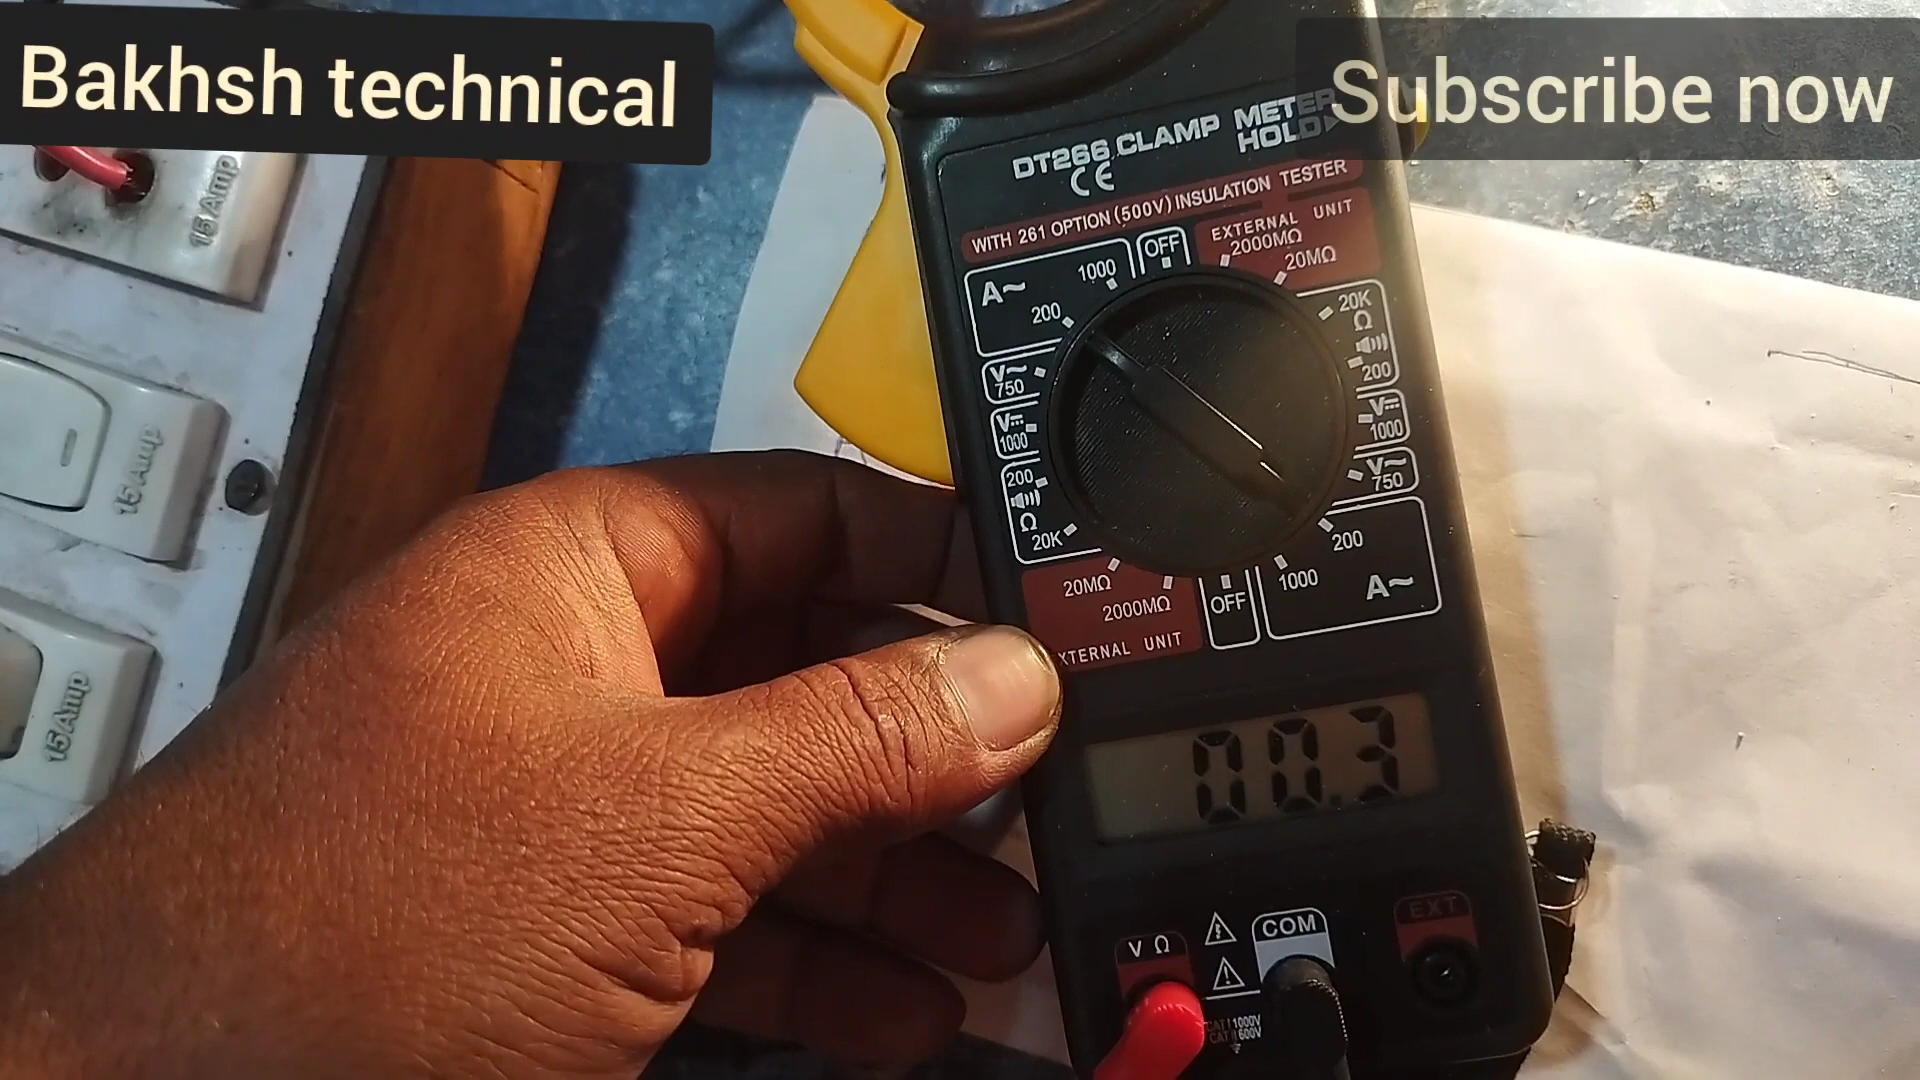 Bakhsh technical
Subscribe now
15 Amp
15 Amp
15 Amp
DT266 CLAMP METER
HOLD
CE
WITH 261 OPTION (500V) INSULATION TESTER
EXTERNAL UNIT
2000MΩ
20MΩ
OFF
A~
1000
200
V~
750
V⎓
1000
200
Ω
20K
20MΩ
2000MΩ
XTERNAL UNIT
OFF
20K
Ω
200
V⎓
1000
V~
750
200
1000
A~
00.3
V Ω
COM
EXT
CAT I 1000V
CAT II 600V